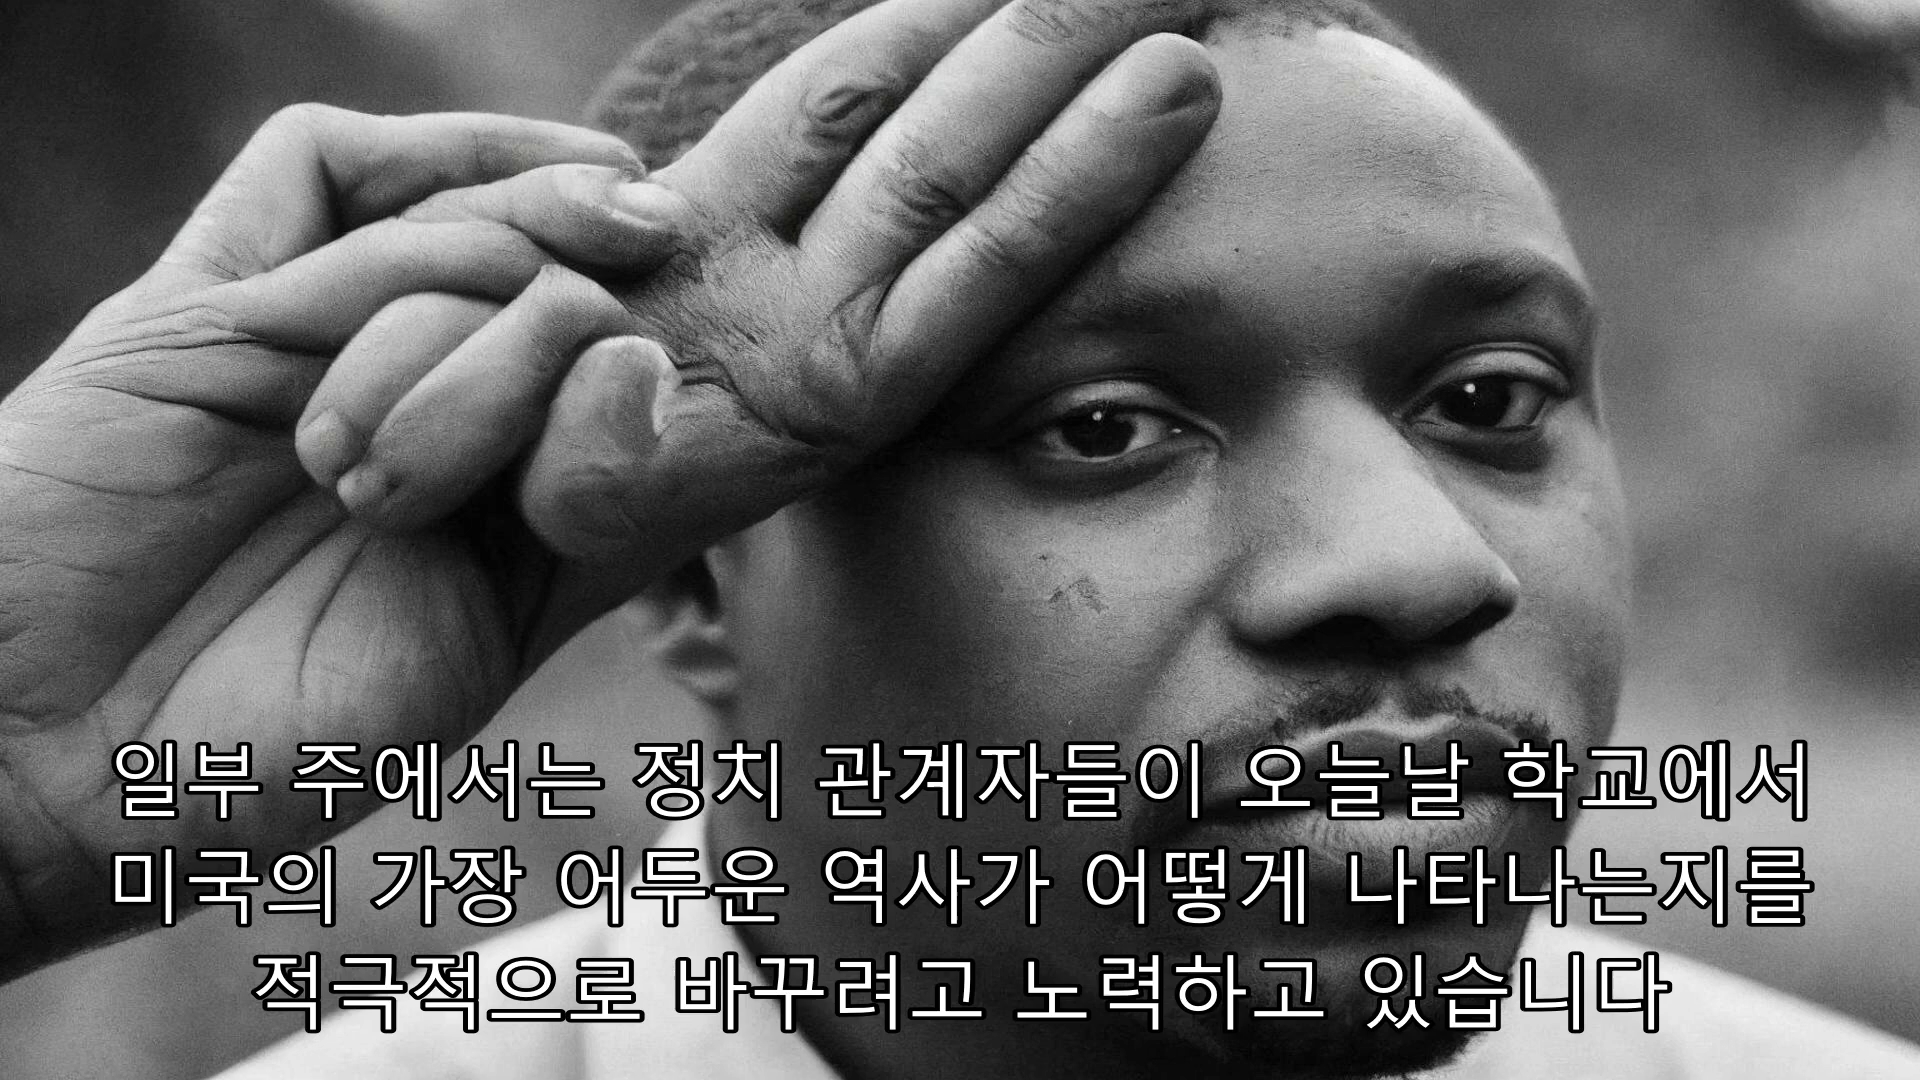 일부 주에서는 정치 관계자들이 오늘날 학교에서
미국의 가장 어두운 역사가 어떻게 나타나는지를
적극적으로 바꾸려고 노력하고 있습니다